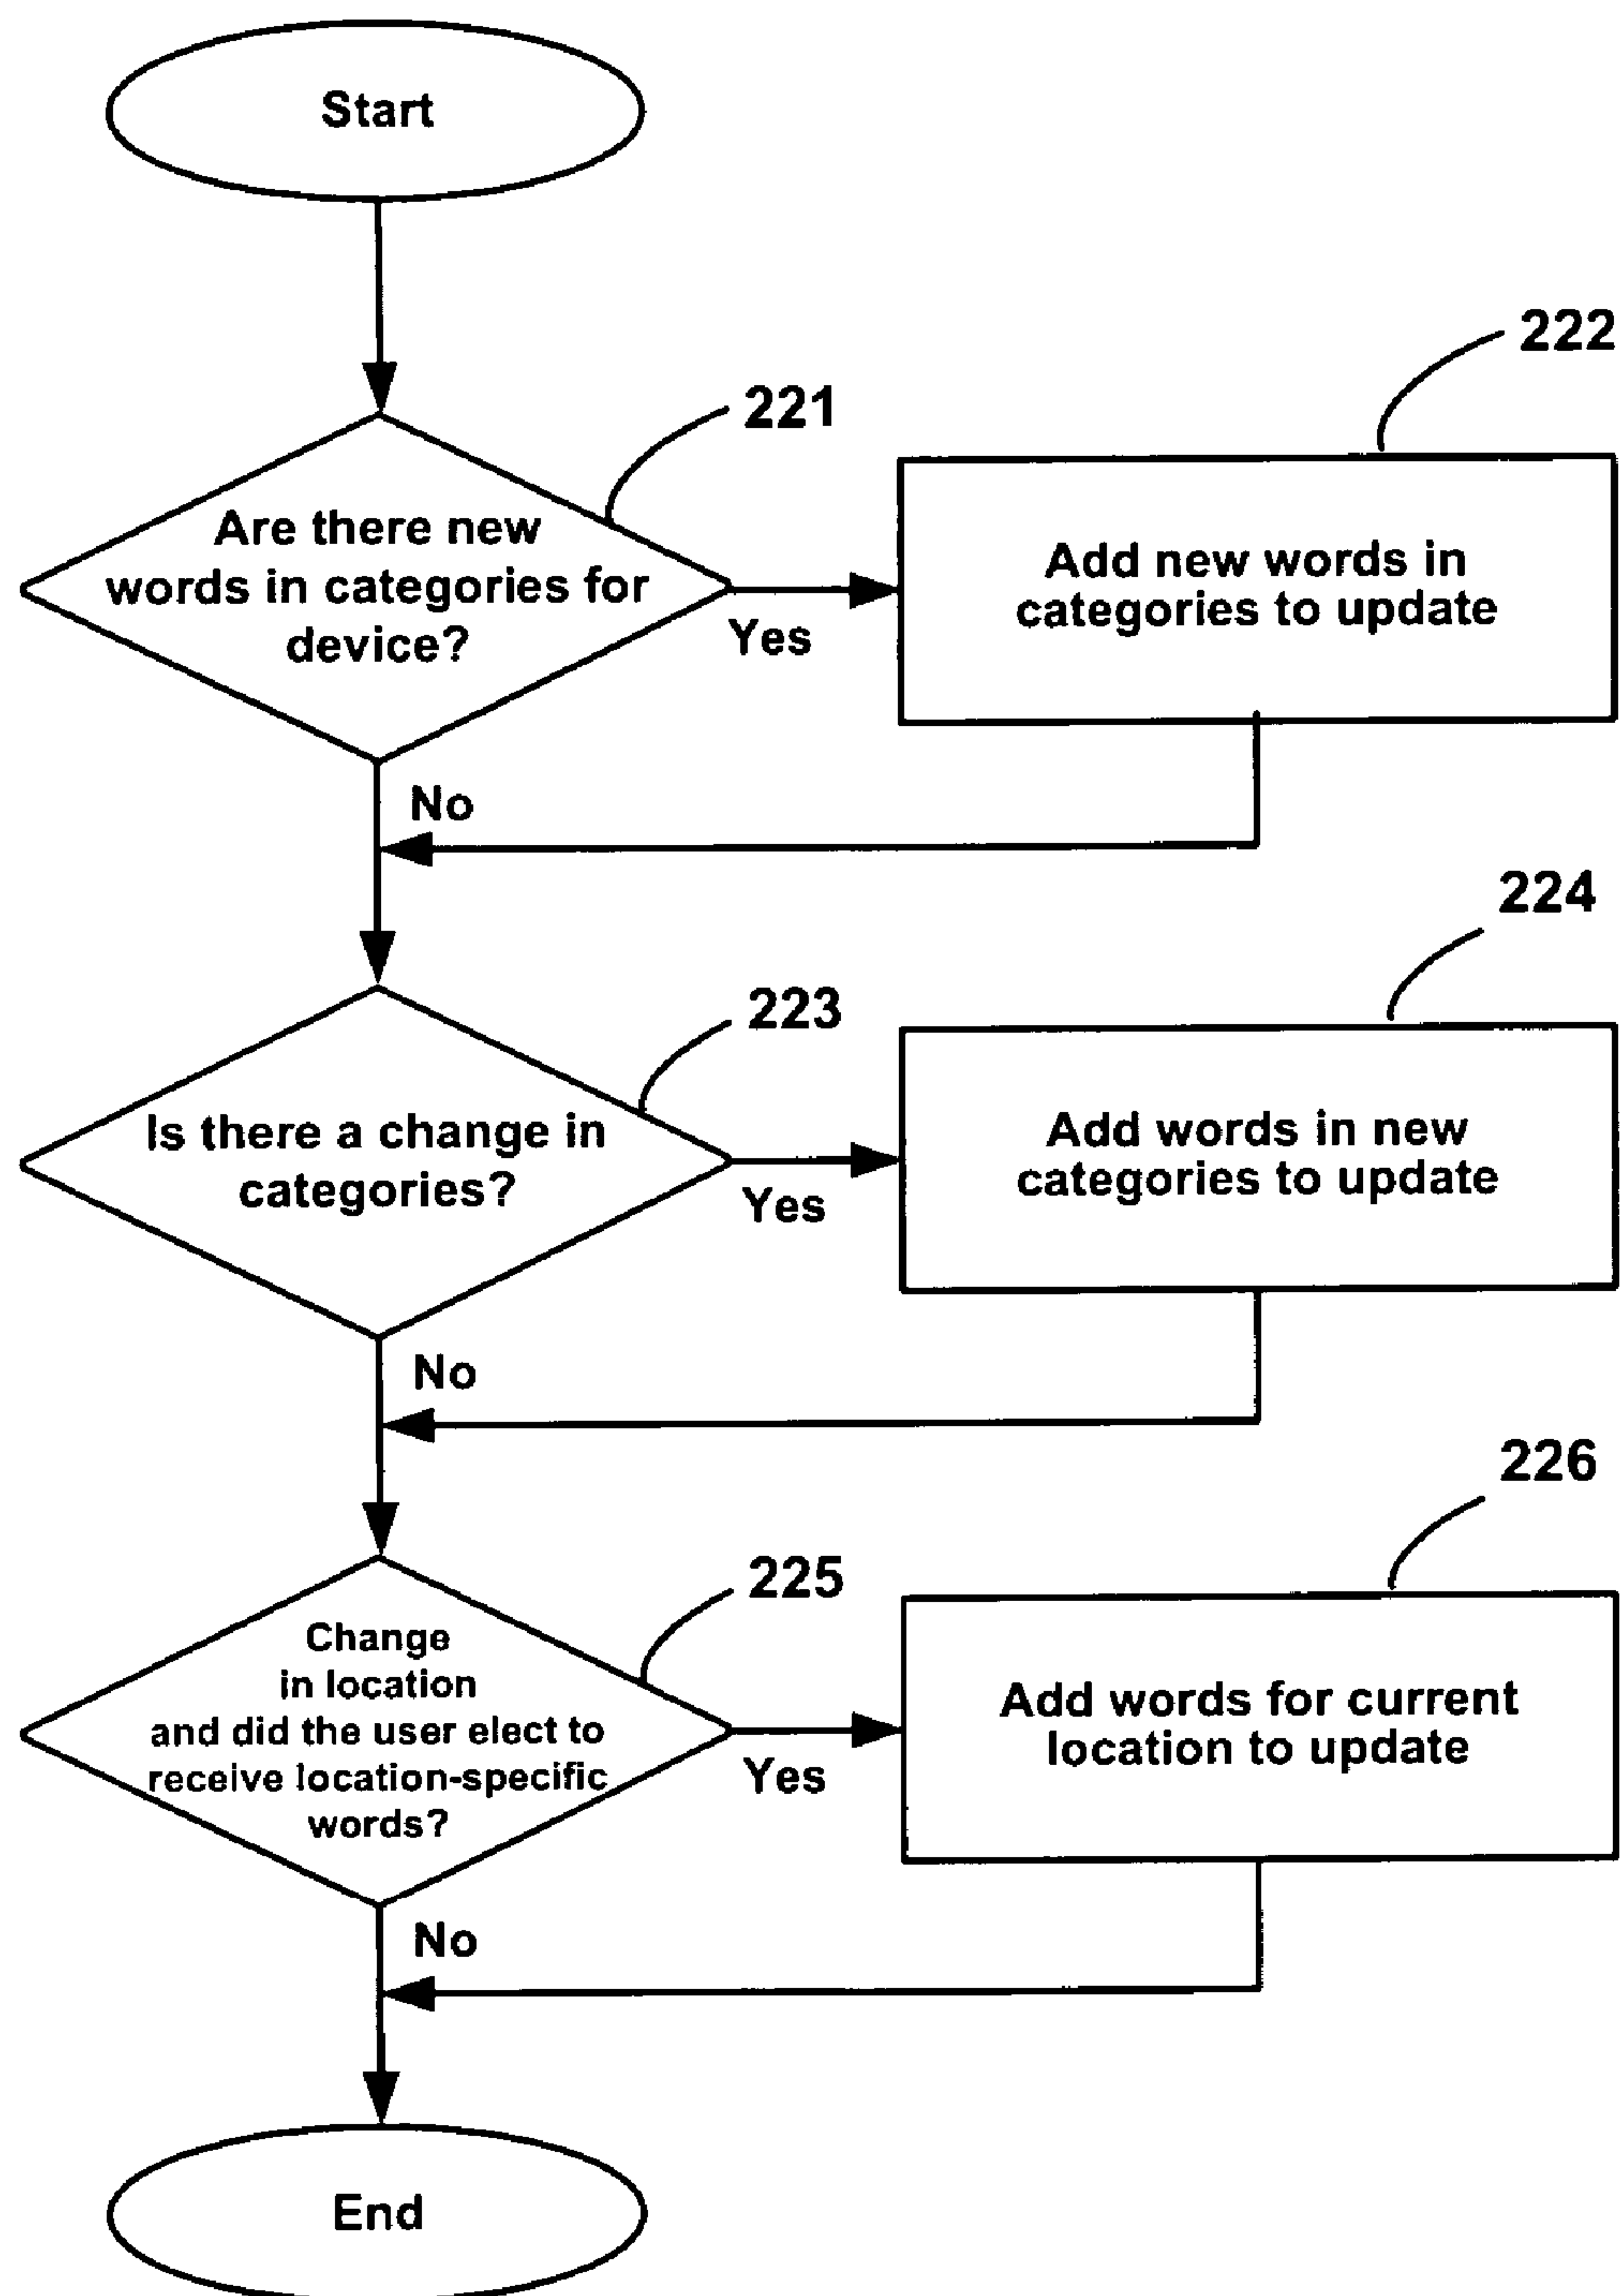 Start
221
222
Are there new
words in categories for
device?
Yes
Add new words in
categories to update
No
223
224
Is there a change in
categories?
Yes
Add words in new
categories to update
No
225
226
Change
in location
and did the user elect to
receive location-specific
words?
Yes
Add words for current
location to update
No
End